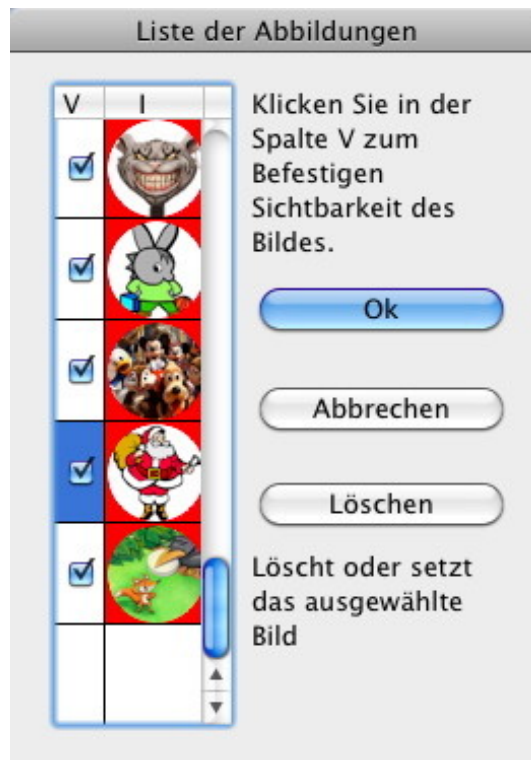 Liste der Abbildungen
V I
Klicken Sie in der
Spalte V zum
Befestigen
Sichtbarkeit des
Bildes.
Ok
Abbrechen
Löschen
Löscht oder setzt
das ausgewählte
Bild